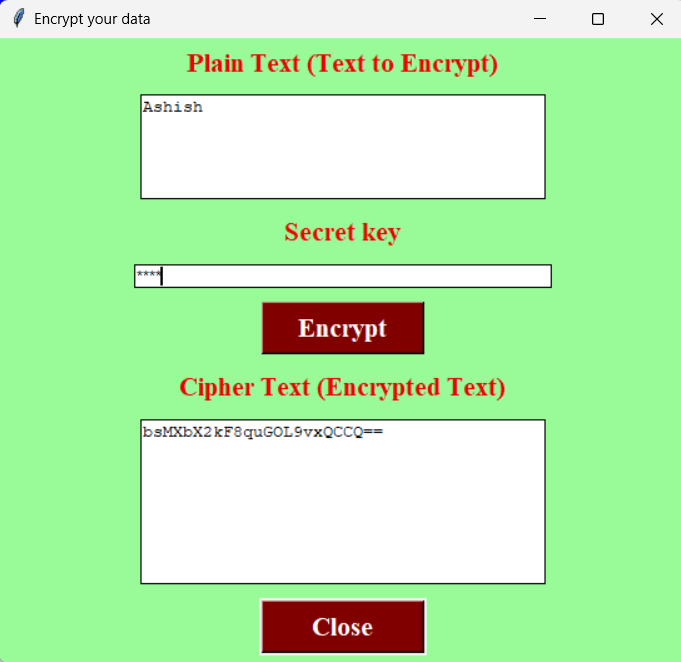 Encrypt your data
Plain Text (Text to Encrypt)
Ashish
Secret key
****
Encrypt
Cipher Text (Encrypted Text)
bsMXbX2kF8quGOL9vxQCCQ==
Close